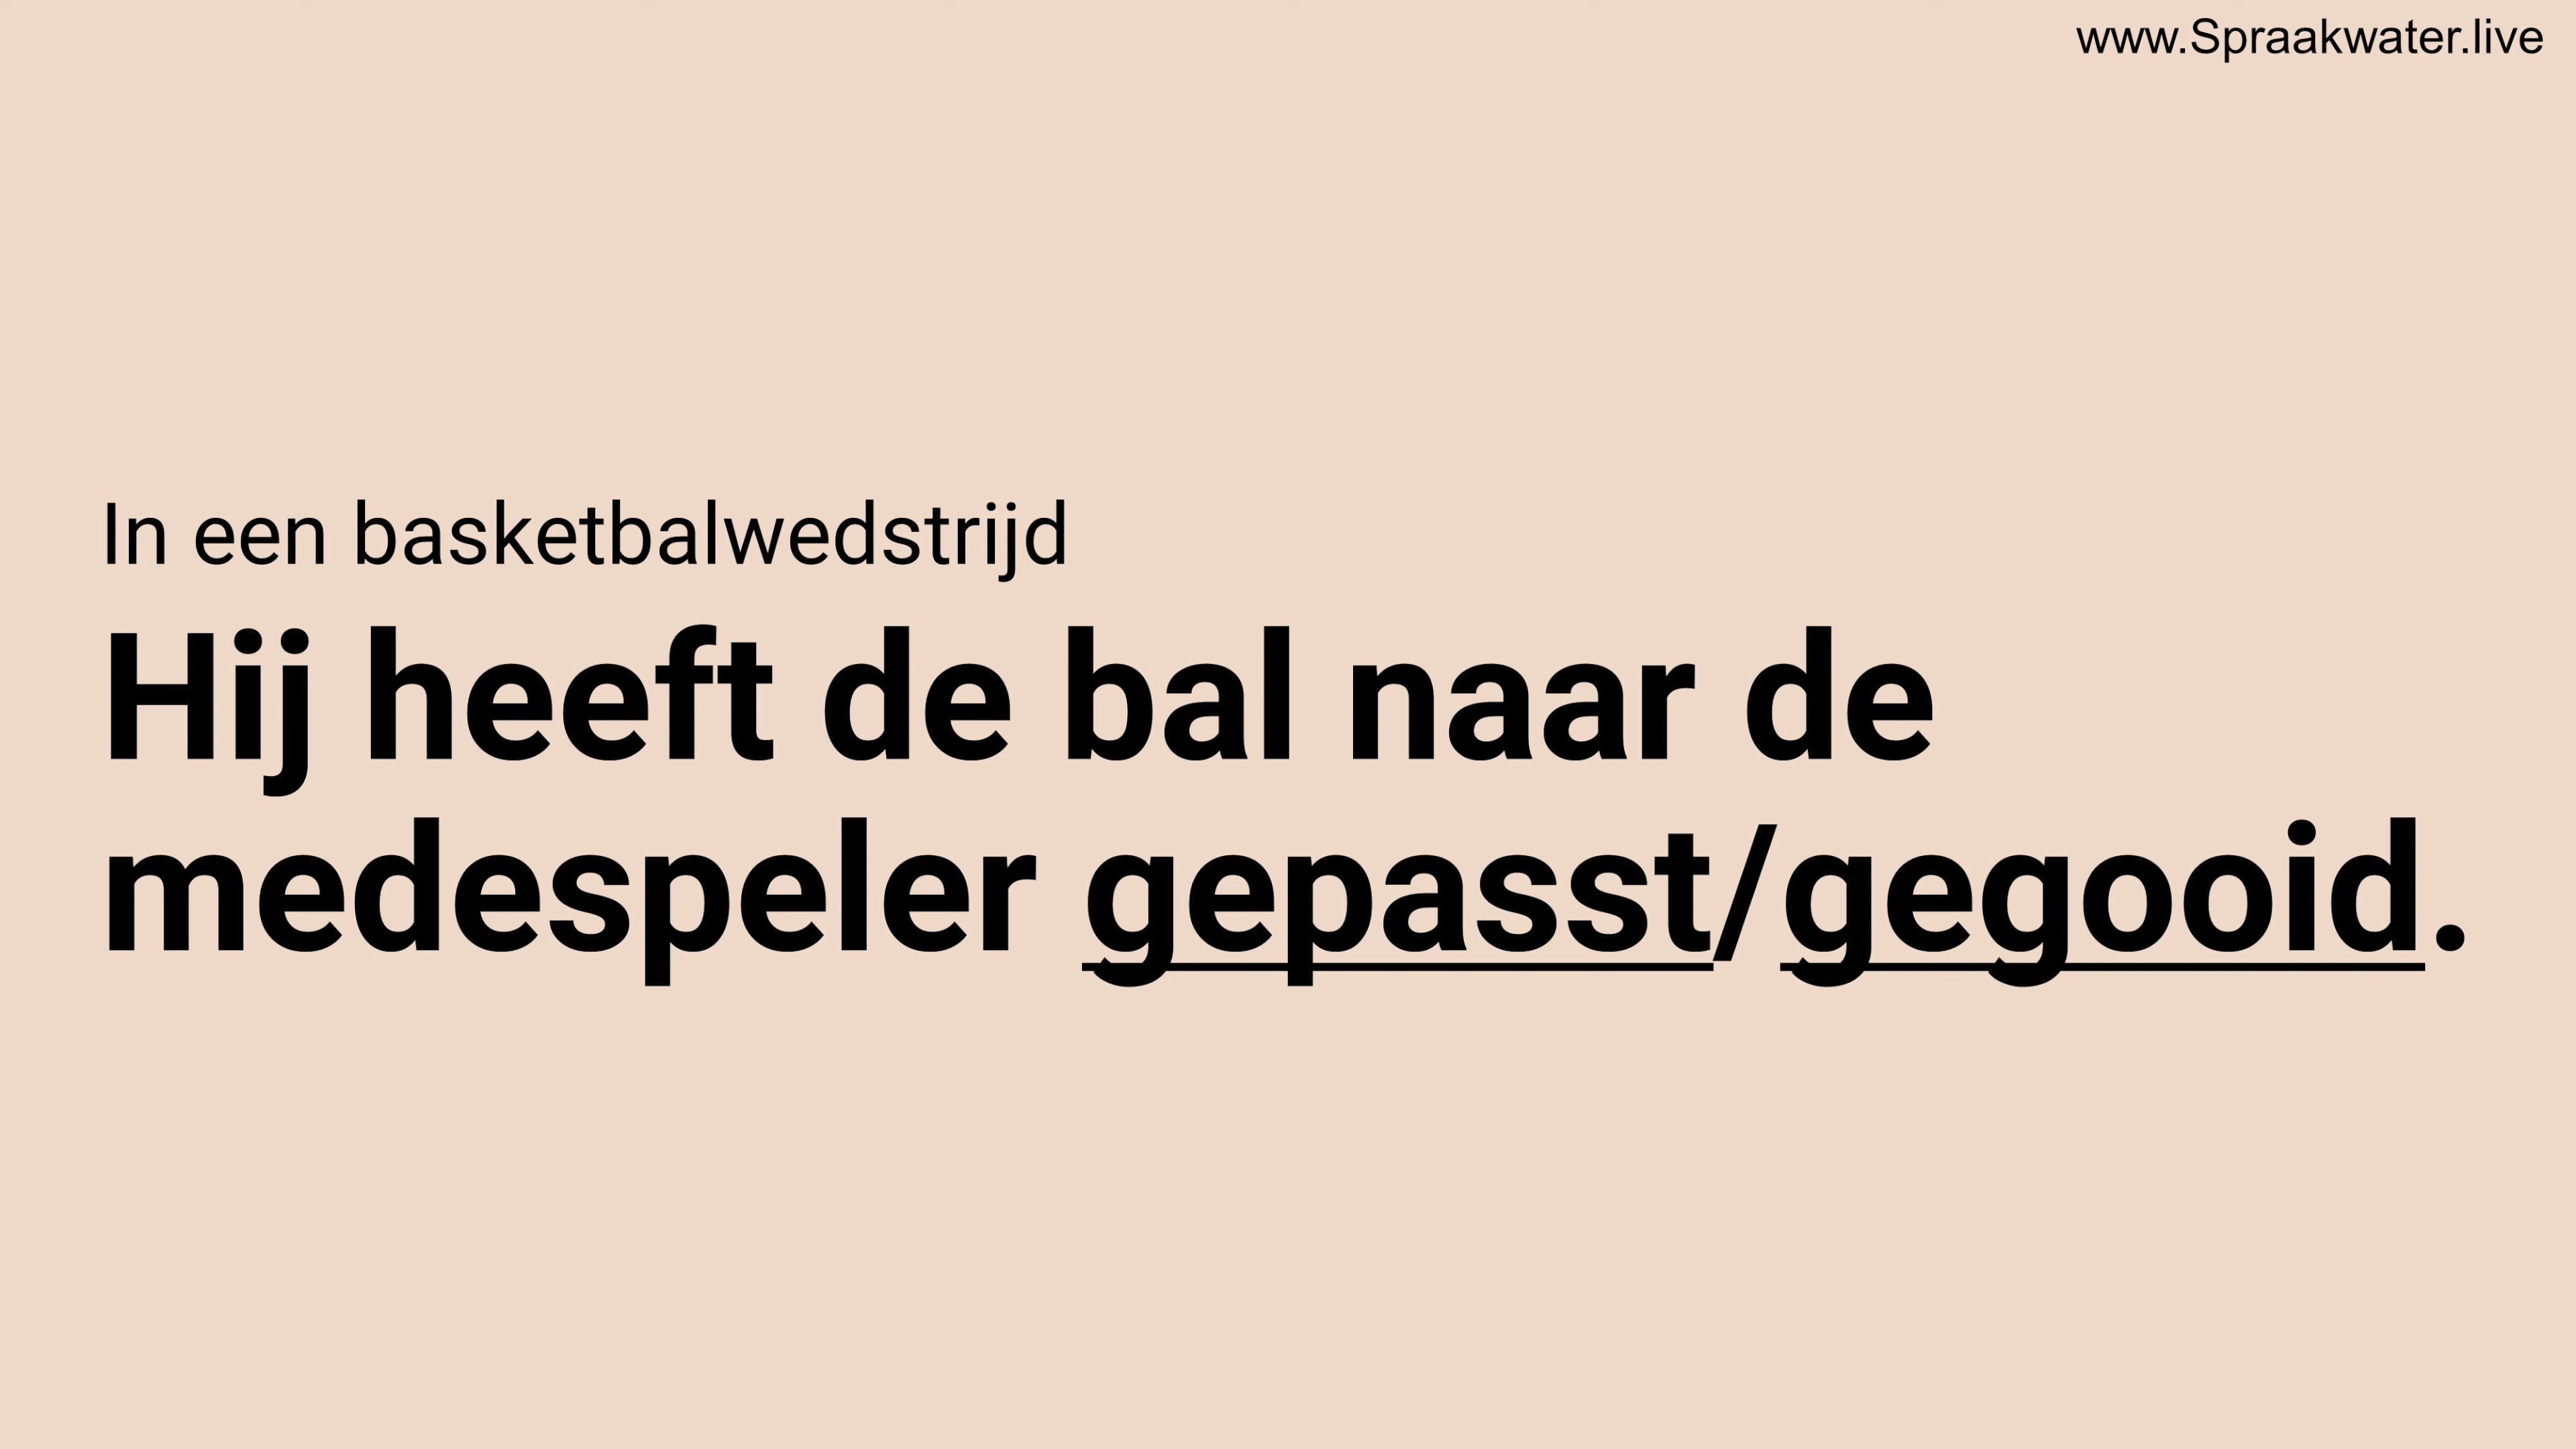 www.Spraakwater.live
In een basketbalwedstrijd
Hij heeft de bal naar de
medespeler gepasst/gegooid.